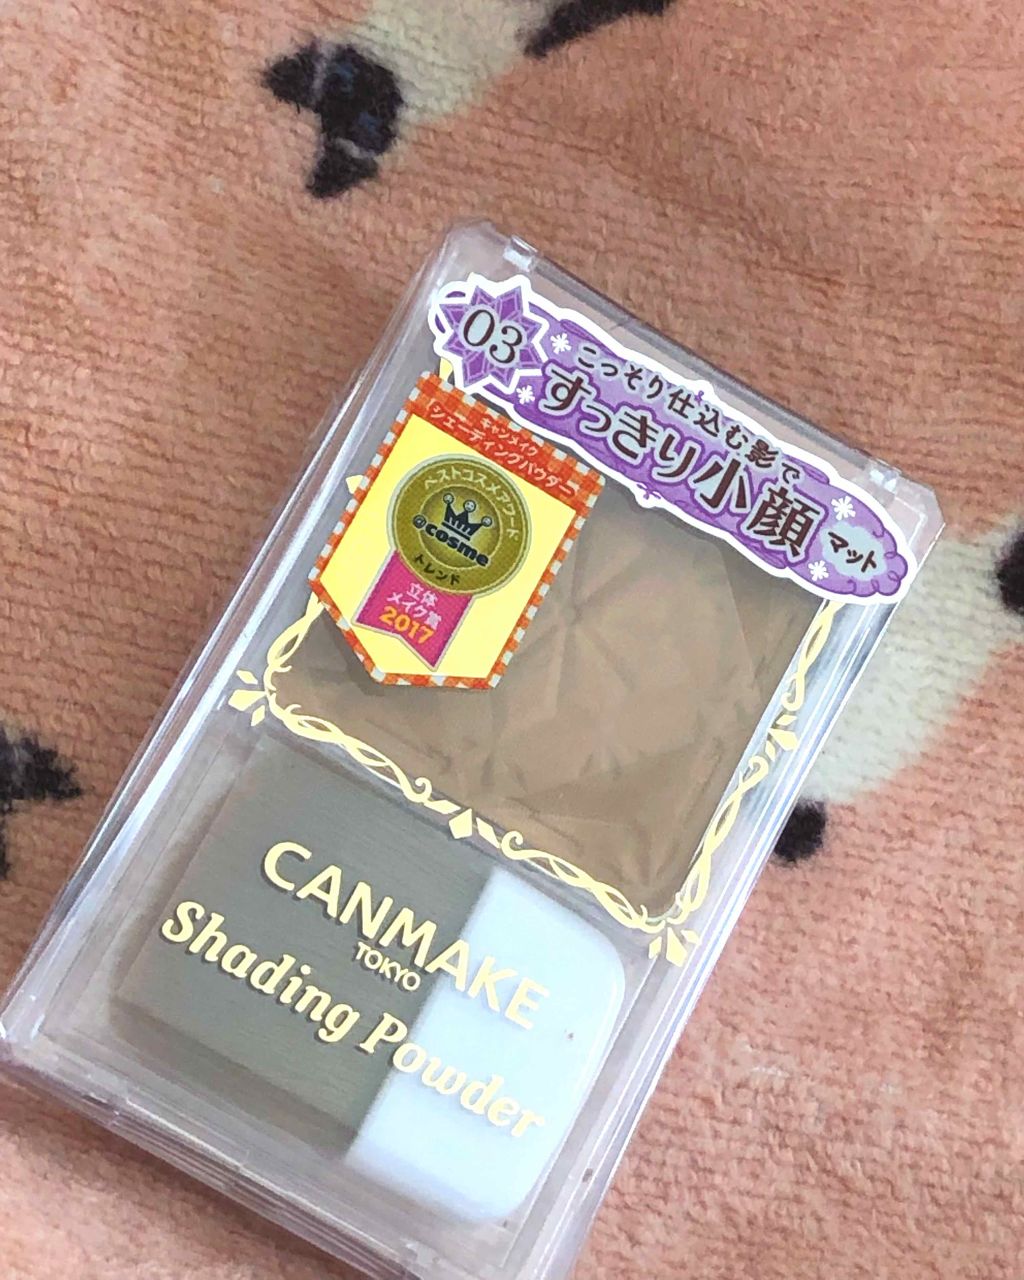 03
こっそり仕込む影で
すっきり小顔
マット
キャンメイク
シェーディングパウダー
ベストコスメアワード
@cosme
トレンド
立体
メイク賞
2017
CANMAKE
TOKYO
Shading Powder